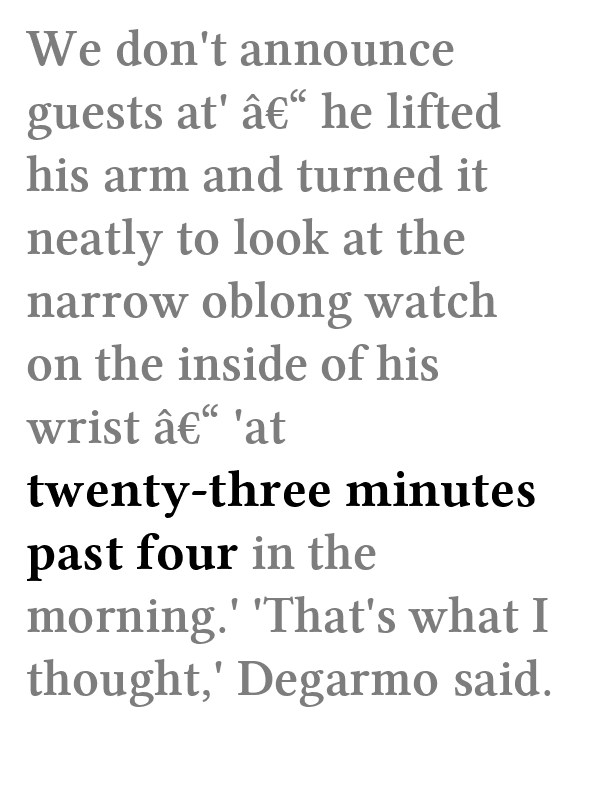 We don't announce
guests at' â€“ he lifted
his arm and turned it
neatly to look at the
narrow oblong watch
on the inside of his
wrist â€“ 'at
twenty-three minutes
past four in the
morning.' 'That's what I
thought,' Degarmo said.